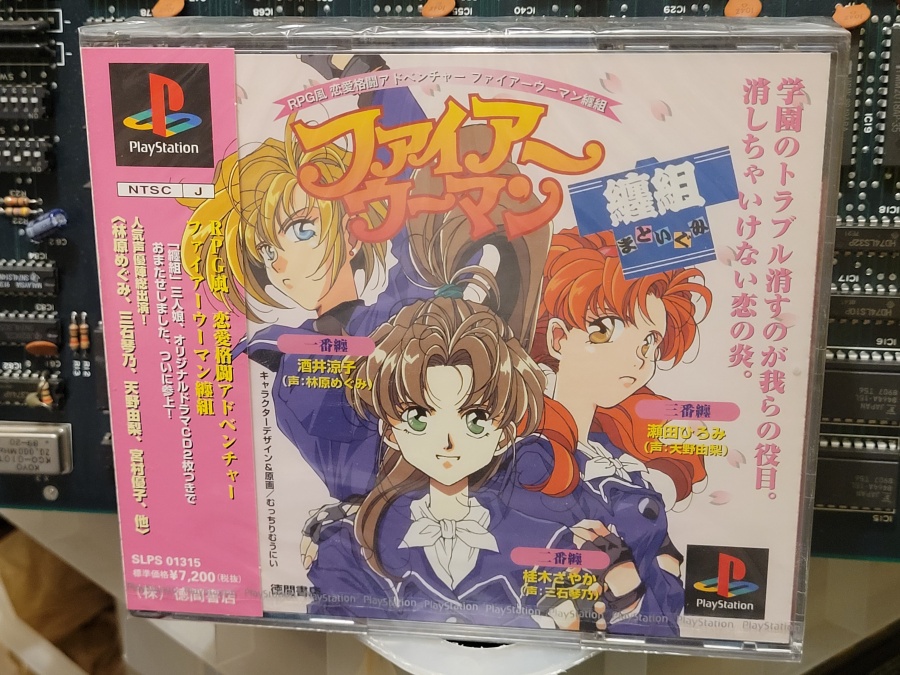 PlayStation
NTSC J
RPG風 恋愛格闘アドベンチャー
ファイアーウーマン纏組
「纏組」三人娘、オリジナルドラマCD2枚つきで
おまたせしました、ついに参上!
人気声優陣総出演!
〈林原めぐみ、三石琴乃、天野由梨、宮村優子、他〉
SLPS 01315
標準価格¥7,200(税抜)
(株)徳間書店
RPG風 恋愛格闘アドベンチャー ファイアーウーマン纏組
ファイアー
ウーマン
纏組
まといぐみ
学園のトラブル消すのが我らの役目。
消しちゃいけない恋の炎。
一番纏
酒井涼子
(声:林原めぐみ)
三番纏
瀬田ひろみ
(声:天野由梨)
二番纏
桂木さやか
(声:三石琴乃)
キャラクターデザイン&原画/むっちりむうにい
徳間書店
PlayStation
IC29
IC19
IC16
IC15